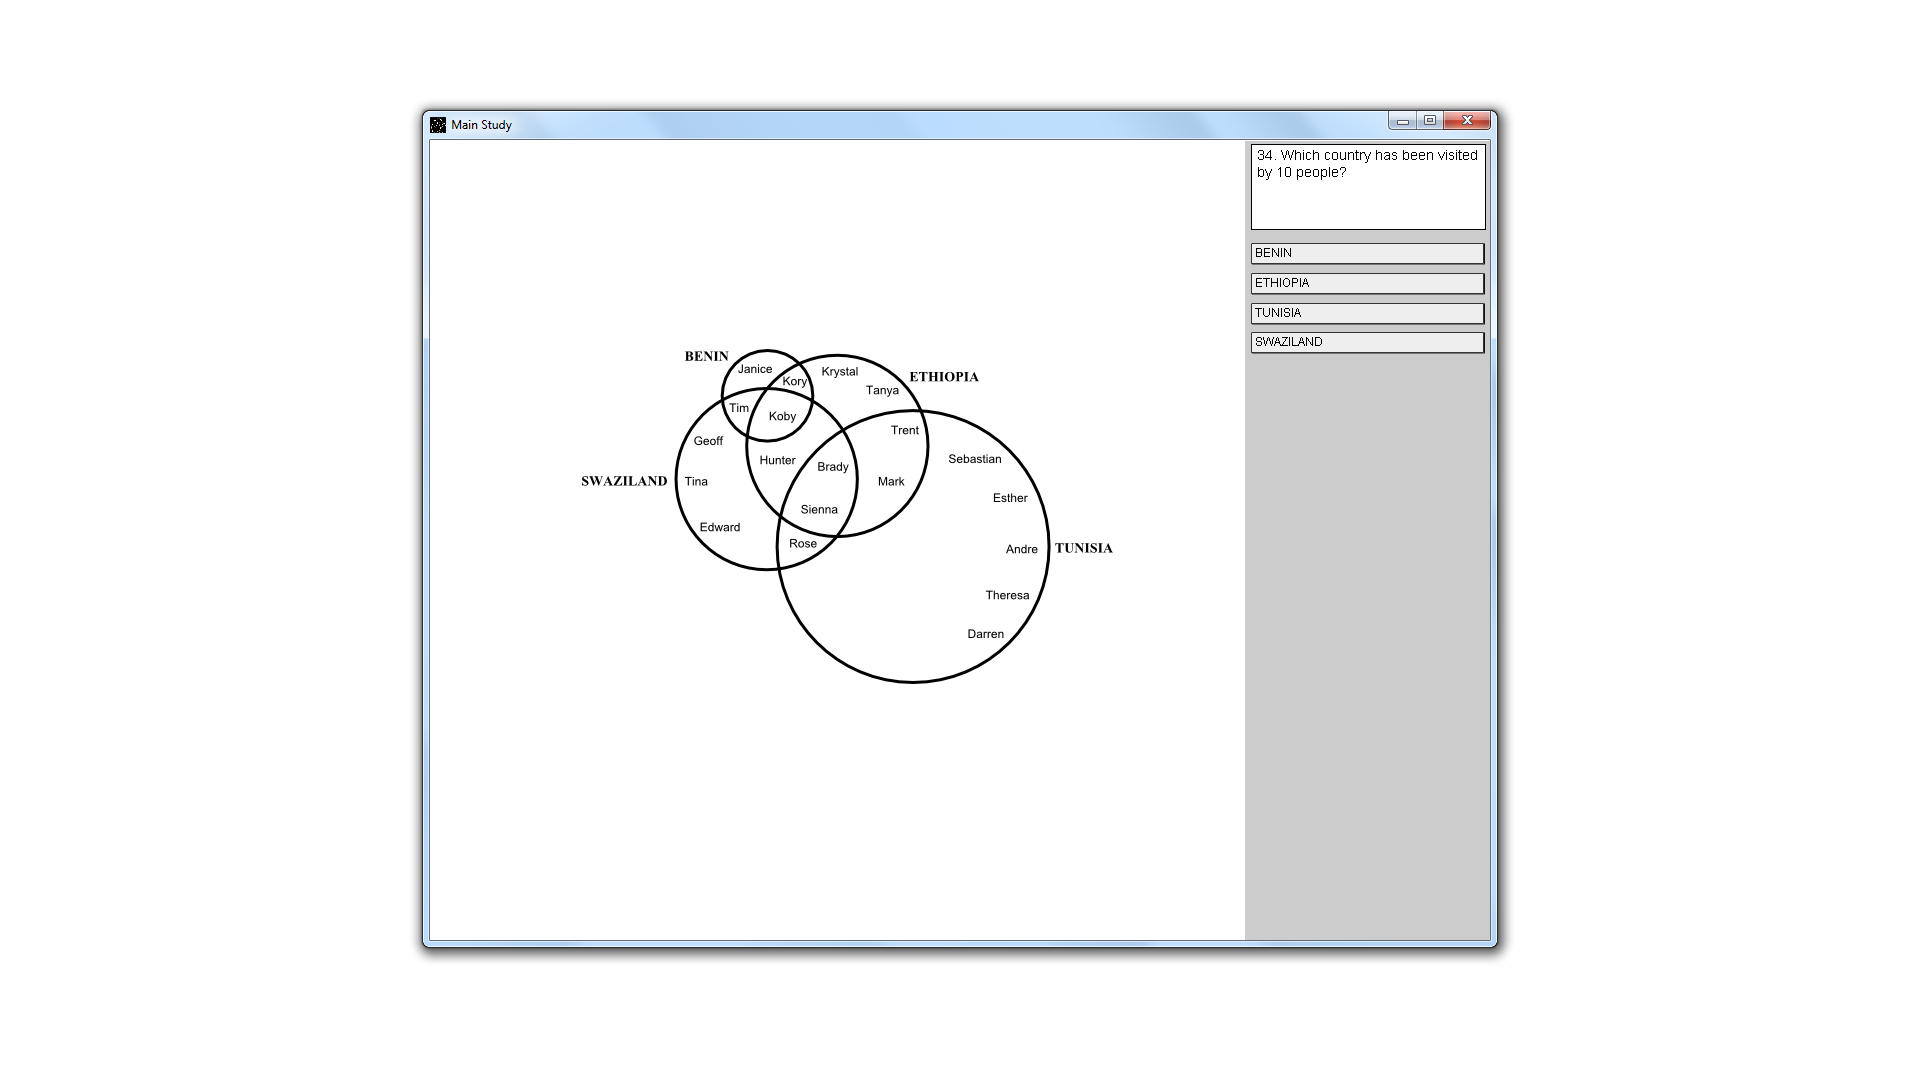 Main Study
34. Which country has been visited
by 10 people?
BENIN
ETHIOPIA
TUNISIA
SWAZILAND
BENIN
Janice
Kory
Krystal
ETHIOPIA
Tanya
Tim
Koby
Trent
Geoff
Hunter
Brady
Sebastian
SWAZILAND
Tina
Mark
Esther
Sienna
Edward
Rose
Andre
TUNISIA
Theresa
Darren